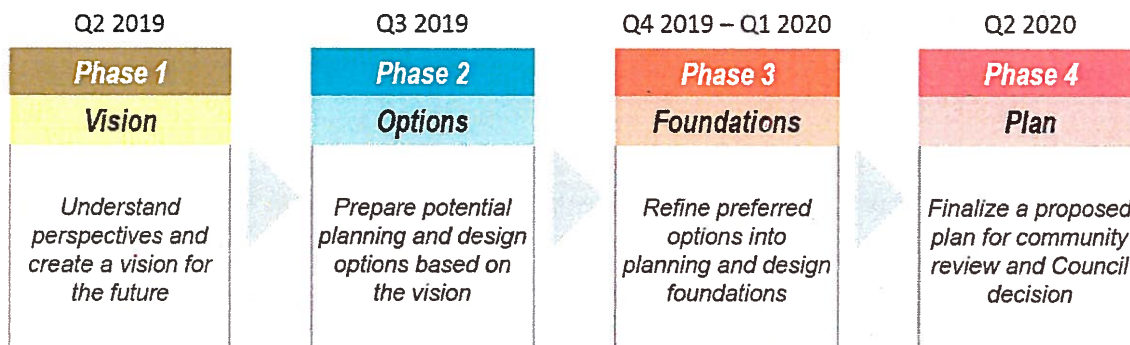 Q2 2019
Phase 1
Vision
Understand
perspectives and
create a vision for
the future
Q3 2019
Phase 2
Options
Prepare potential
planning and design
options based on
the vision
Q4 2019 – Q1 2020
Phase 3
Foundations
Refine preferred
options into
planning and design
foundations
Q2 2020
Phase 4
Plan
Finalize a proposed
plan for community
review and Council
decision